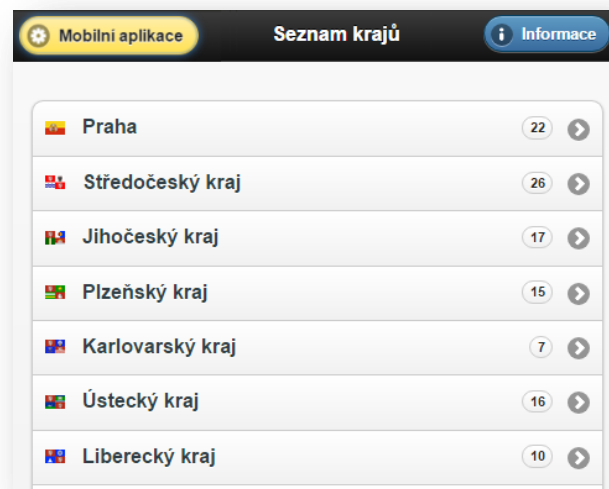 Mobilní aplikace Seznam krajů Informace
Praha 22
Středočeský kraj 26
Jihočeský kraj 17
Plzeňský kraj 15
Karlovarský kraj 7
Ústecký kraj 16
Liberecký kraj 10